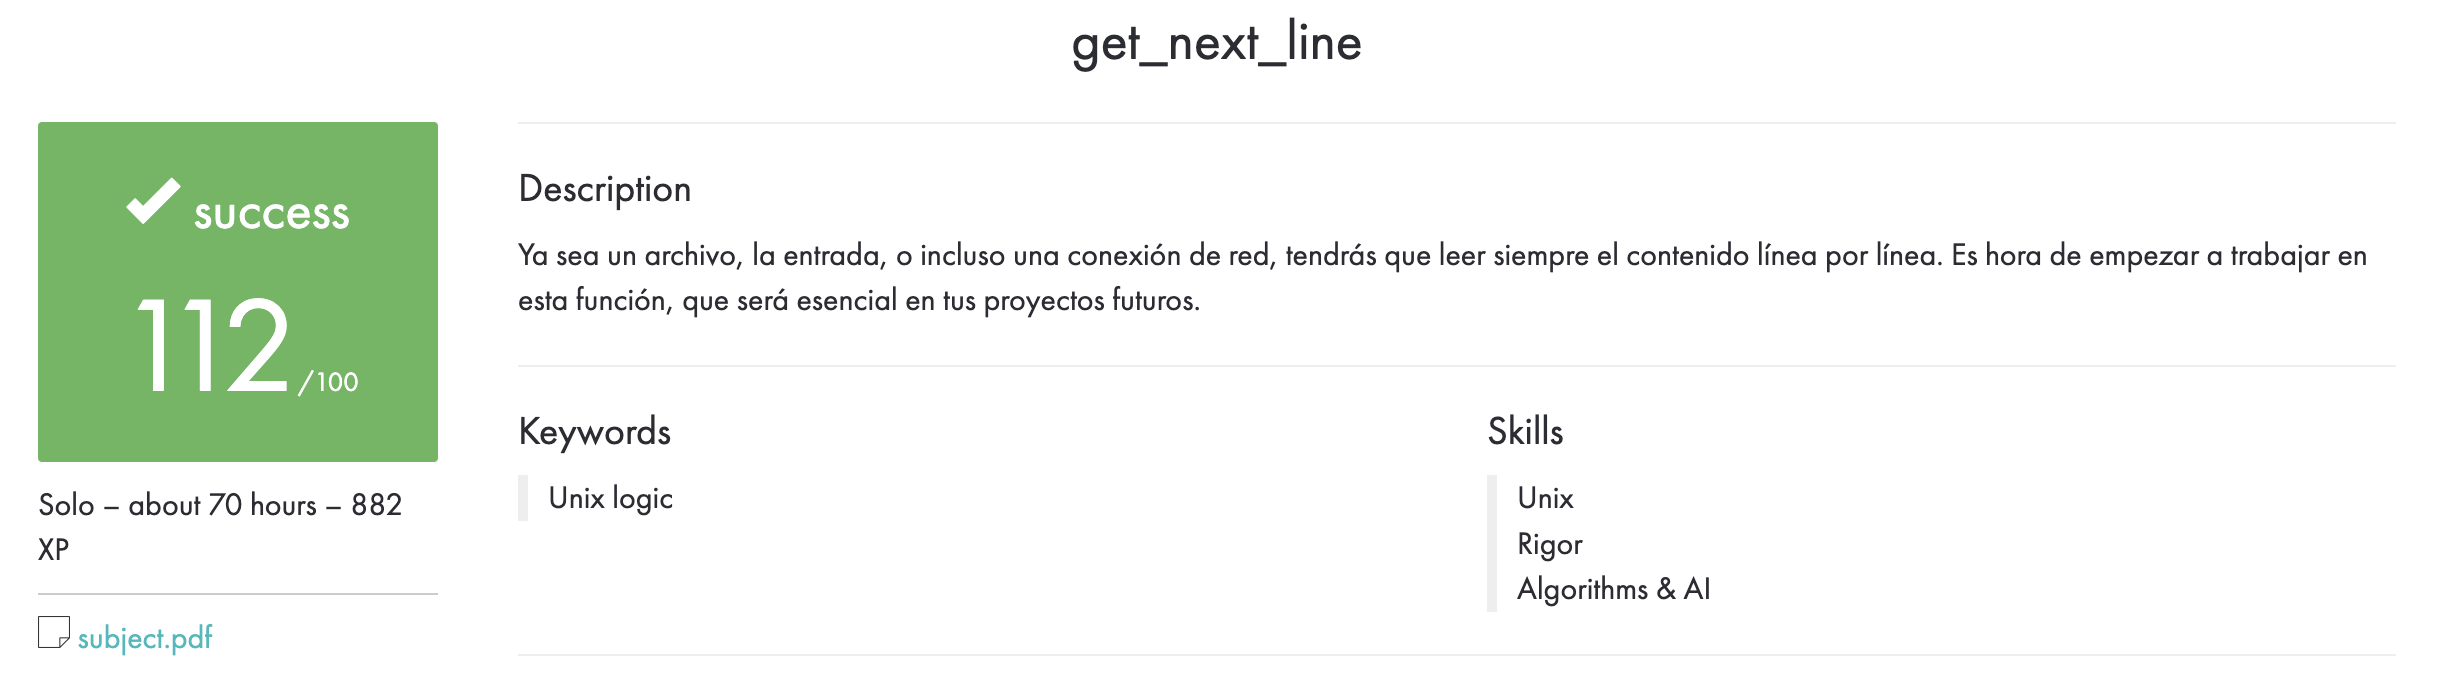 get_next_line
success
112/100
Solo – about 70 hours – 882
XP
subject.pdf
Description
Ya sea un archivo, la entrada, o incluso una conexión de red, tendrás que leer siempre el contenido línea por línea. Es hora de empezar a trabajar en
esta función, que será esencial en tus proyectos futuros.
Keywords
Unix logic
Skills
Unix
Rigor
Algorithms & AI